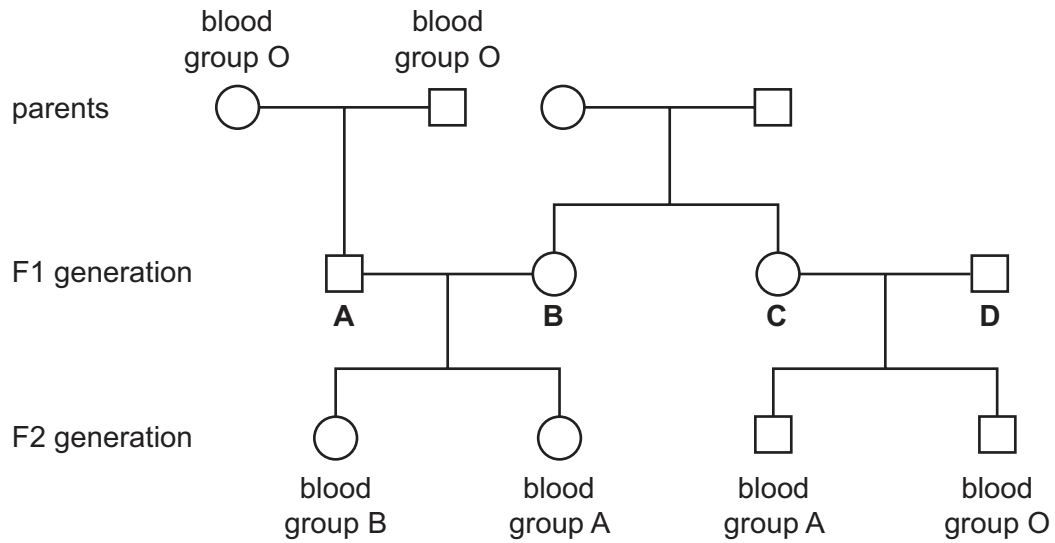 blood
group O
blood
group O
parents
F1 generation
A
B
C
D
F2 generation
blood
group B
blood
group A
blood
group A
blood
group O